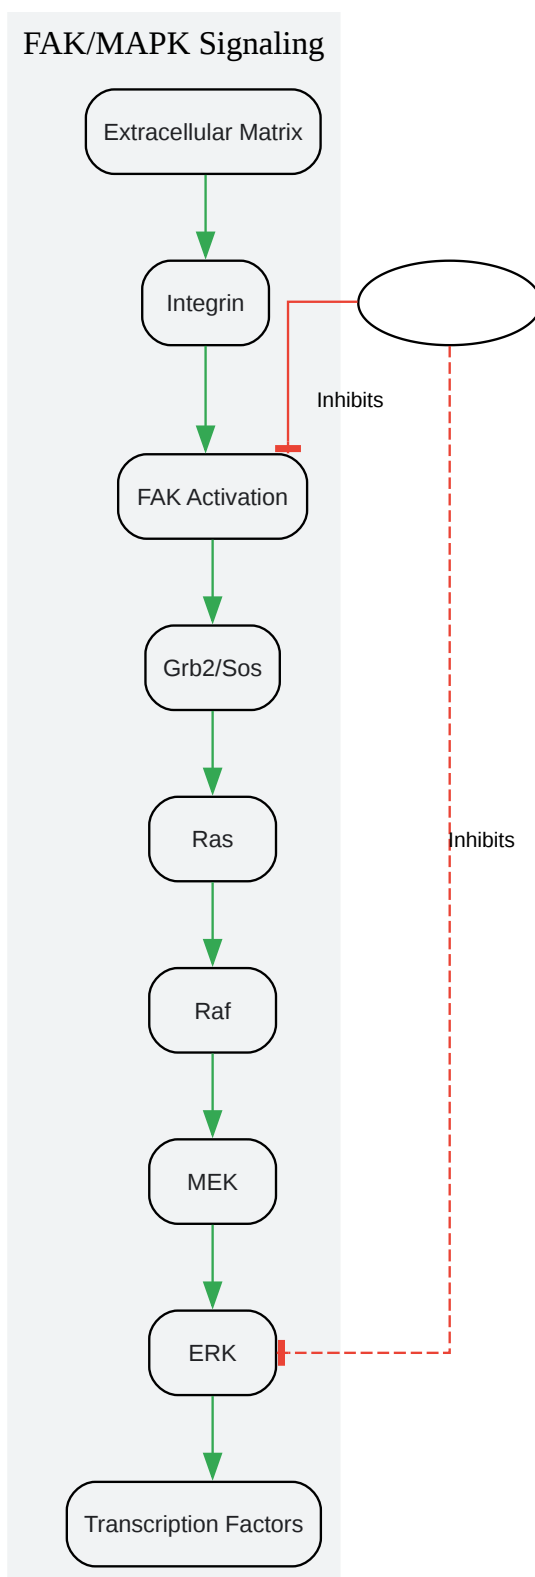 FAK/MAPK Signaling
Extracellular Matrix
Integrin
Inhibits
FAK Activation
Grb2/Sos
Ras
Inhibits
Raf
MEK
ERK
Transcription Factors